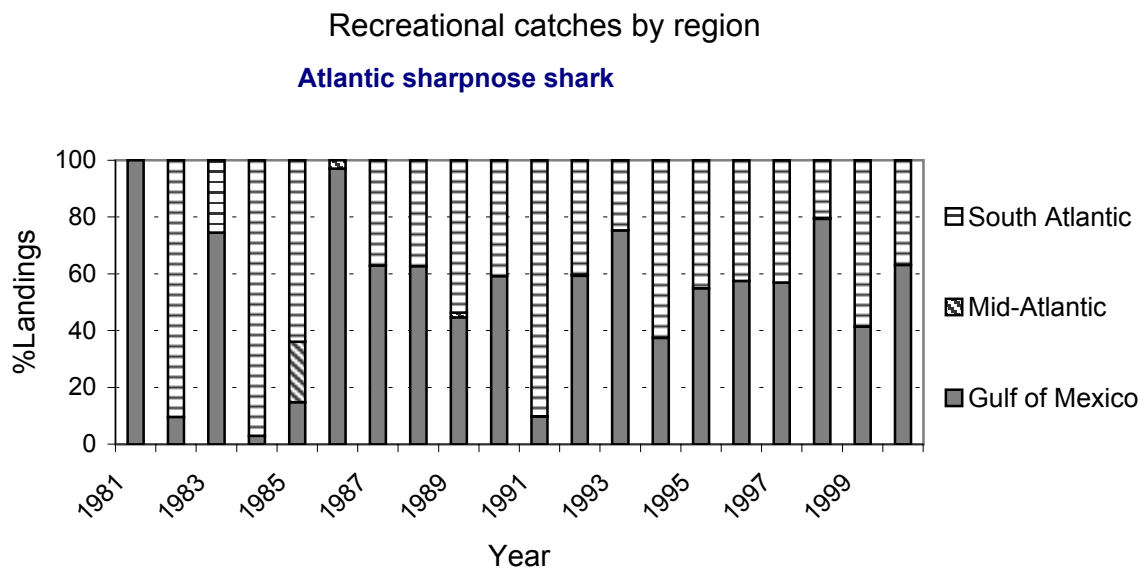 Recreational catches by region
Atlantic sharpnose shark
100
80
60
40
20
0
%Landings
1981
1983
1985
1987
1989
1991
1993
1995
1997
1999
Year
South Atlantic
Mid-Atlantic
Gulf of Mexico